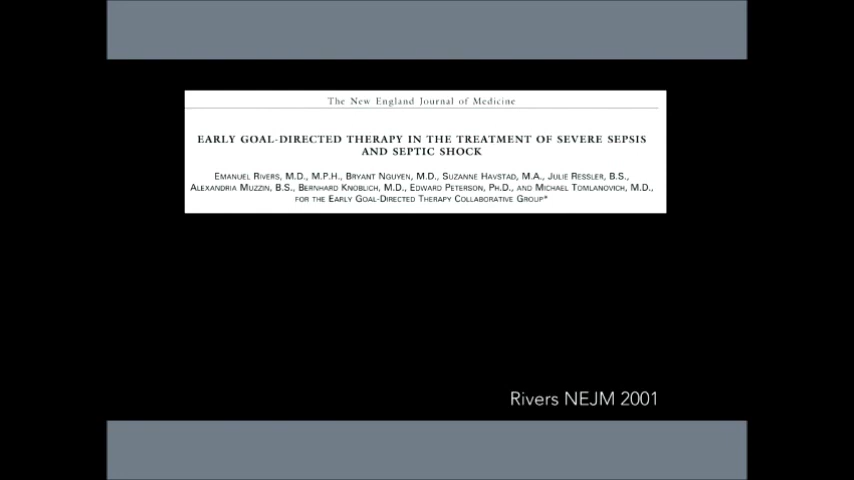 The New England Journal of Medicine
EARLY GOAL-DIRECTED THERAPY IN THE TREATMENT OF SEVERE SEPSIS
AND SEPTIC SHOCK
EMANUEL RIVERS, M.D., M.P.H., BRYANT NGUYEN, M.D., SUZANNE HAVSTAD, M.A., JULIE RESSLER, B.S.,
ALEXANDRIA MUZZIN, B.S., BERNHARD KNOBLICH, M.D., EDWARD PETERSON, PH.D., AND MICHAEL TOMLANOVICH, M.D.,
FOR THE EARLY GOAL-DIRECTED THERAPY COLLABORATIVE GROUP*
Rivers NEJM 2001